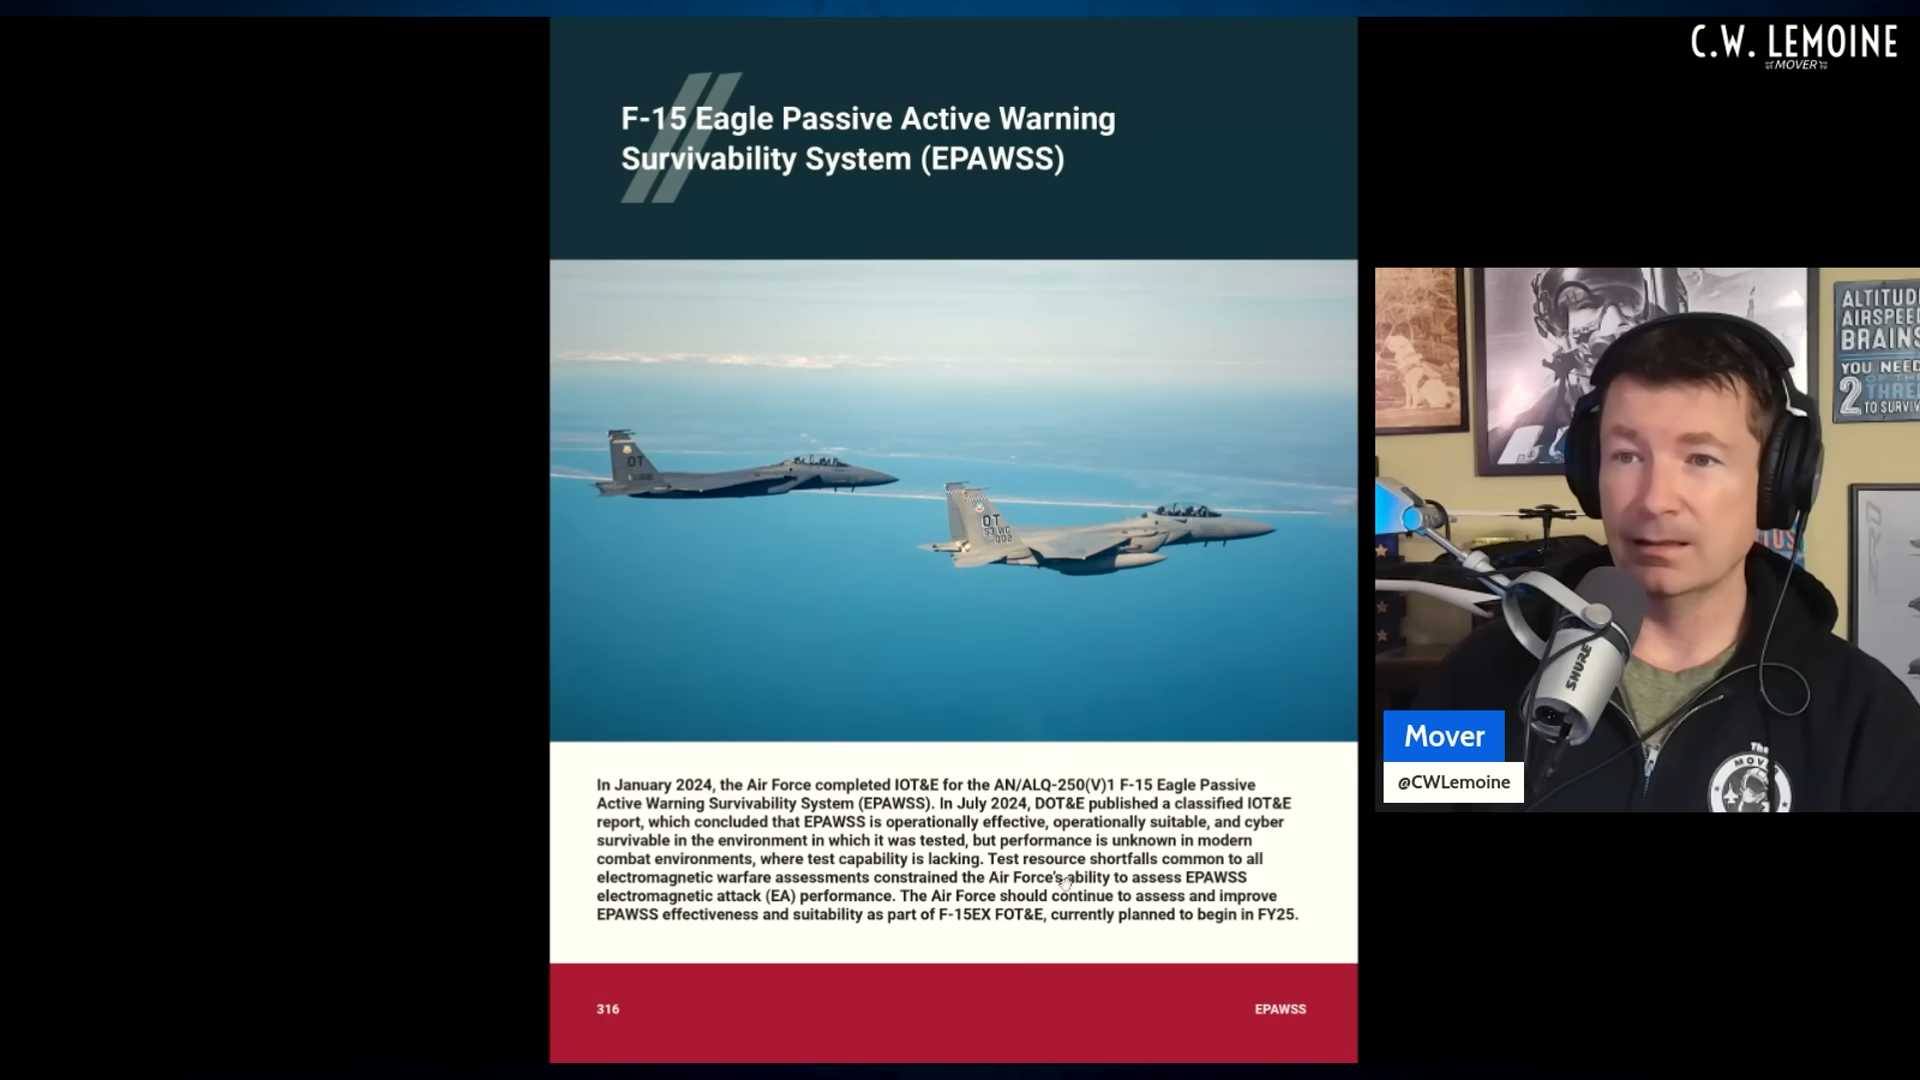 C.W. LEMOINE
MOVER
F-15 Eagle Passive Active Warning
Survivability System (EPAWSS)
OT
OT
53 WG
002
ALTITUD
AIRSPEED
BRAINS
YOU NEED
2 OF THE
THREE
TO SURVIV
SHURE
Mover
@CWLemoine
The
MOV
In January 2024, the Air Force completed IOT&E for the AN/ALQ-250(V)1 F-15 Eagle Passive
Active Warning Survivability System (EPAWSS). In July 2024, DOT&E published a classified IOT&E
report, which concluded that EPAWSS is operationally effective, operationally suitable, and cyber
survivable in the environment in which it was tested, but performance is unknown in modern
combat environments, where test capability is lacking. Test resource shortfalls common to all
electromagnetic warfare assessments constrained the Air Force's ability to assess EPAWSS
electromagnetic attack (EA) performance. The Air Force should continue to assess and improve
EPAWSS effectiveness and suitability as part of F-15EX FOT&E, currently planned to begin in FY25.
316
EPAWSS